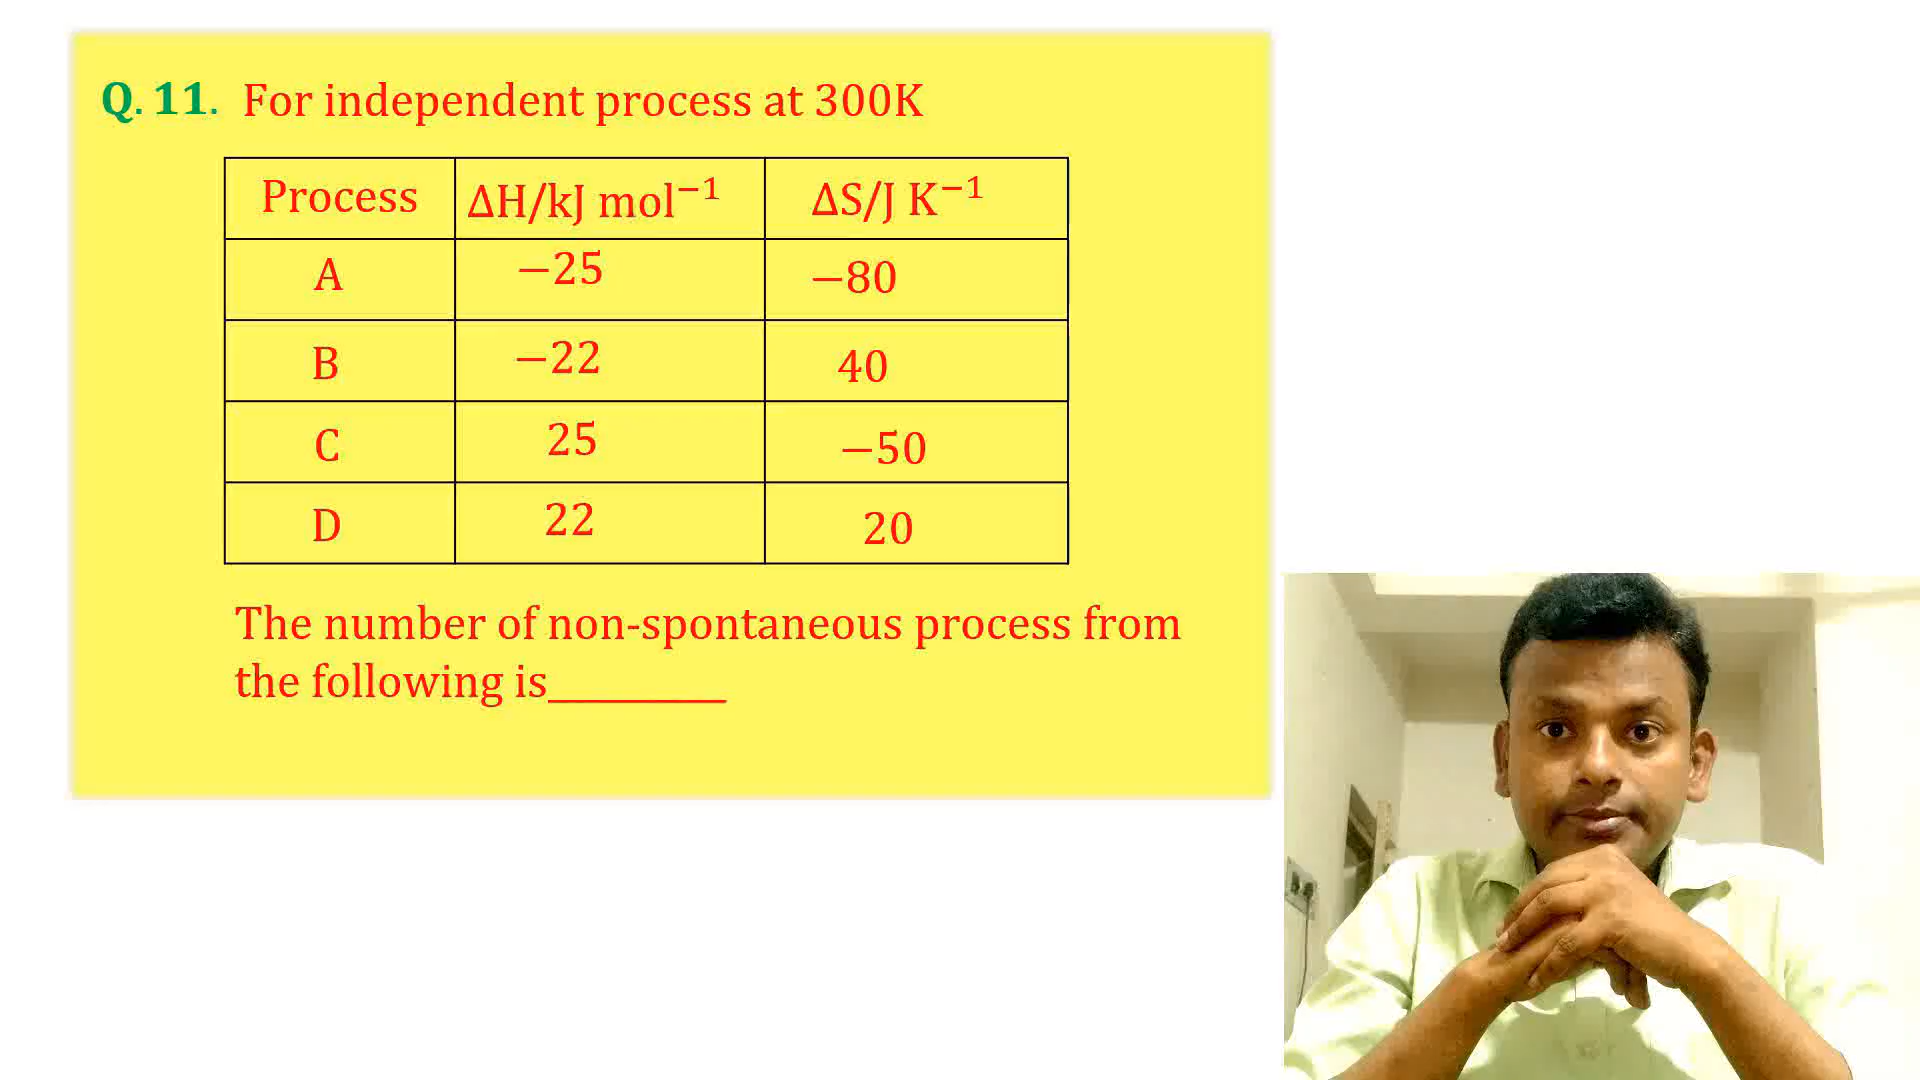 Q. 11. For independent process at 300K
Process ΔH/kJ mol⁻¹ ΔS/J K⁻¹
A −25 −80
B −22 40
C 25 −50
D 22 20
The number of non-spontaneous process from
the following is__________